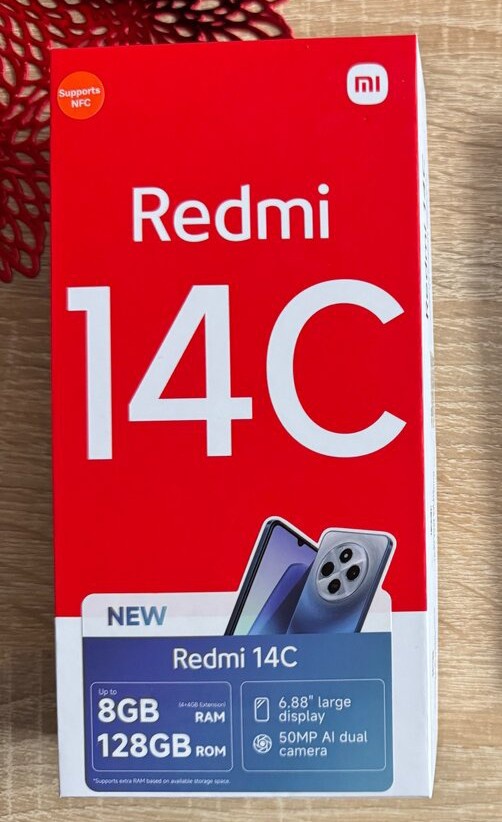 Supports
NFC
mi
Redmi
14C
NEW
Redmi 14C
Up to
8GB (4+4GB Extension) RAM
128GB ROM
6.88" large
display
50MP AI dual
camera
*Supports extra RAM based on available storage space.